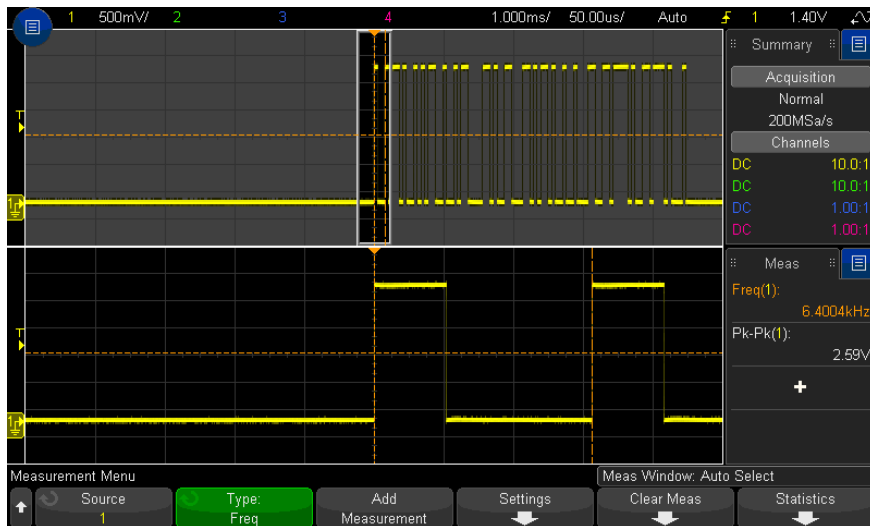 1 500mV/ 2 3 4 1.000ms/ 50.00us/ Auto 1 1.40V
Summary
Acquisition
Normal
200MSa/s
Channels
DC 10.0:1
DC 10.0:1
DC 1.00:1
DC 1.00:1
T
1
Meas
Freq(1):
6.4004kHz
Pk-Pk(1):
2.59V
+
T
1
Measurement Menu
Meas Window: Auto Select
Source
1
Type:
Freq
Add
Measurement
Settings
Clear Meas
Statistics